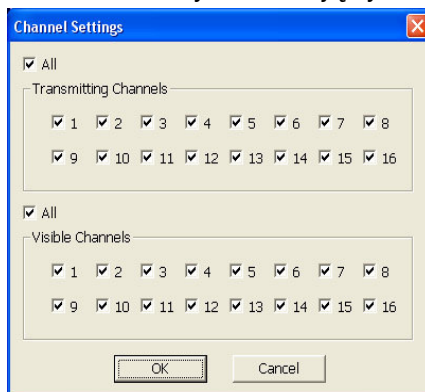 Channel Settings
All
Transmitting Channels
1 2 3 4 5 6 7 8
9 10 11 12 13 14 15 16
All
Visible Channels
1 2 3 4 5 6 7 8
9 10 11 12 13 14 15 16
OK Cancel